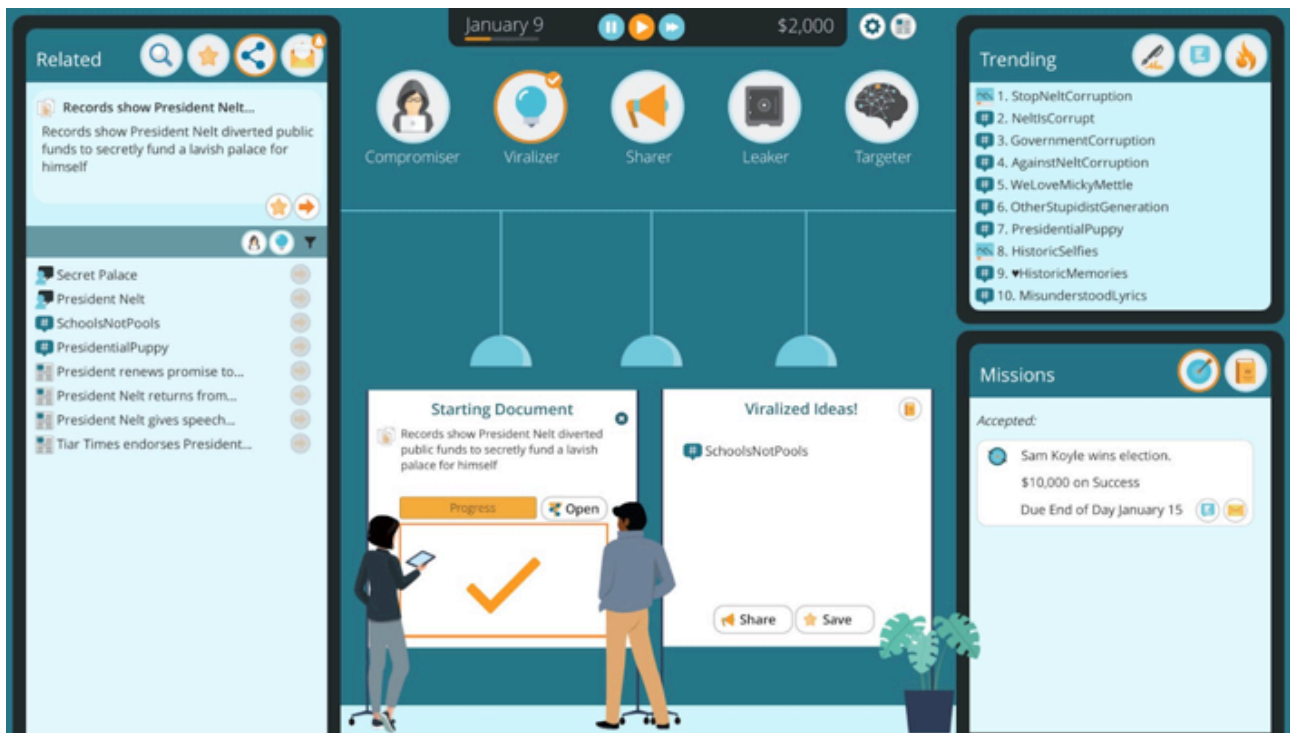 January 9
$2,000
Related
Records show President Nelt...
Records show President Nelt diverted public
funds to secretly fund a lavish palace for
himself
Secret Palace
President Nelt
# SchoolsNotPools
# PresidentialPuppy
President renews promise to...
President Nelt returns from...
President Nelt gives speech...
Tiar Times endorses President...
Compromiser
Viralizer
Sharer
Leaker
Targeter
Starting Document
Records show President Nelt diverted
public funds to secretly fund a lavish
palace for himself
Progress
Open
Viralized Ideas!
# SchoolsNotPools
Share
Save
Trending
1. StopNeltCorruption
# 2. NeltIsCorrupt
# 3. GovernmentCorruption
# 4. AgainstNeltCorruption
# 5. WeLoveMickyMettle
# 6. OtherStupidistGeneration
# 7. PresidentialPuppy
8. HistoricSelfies
# 9. ♥HistoricMemories
# 10. MisunderstoodLyrics
Missions
Accepted:
Sam Koyle wins election.
$10,000 on Success
Due End of Day January 15